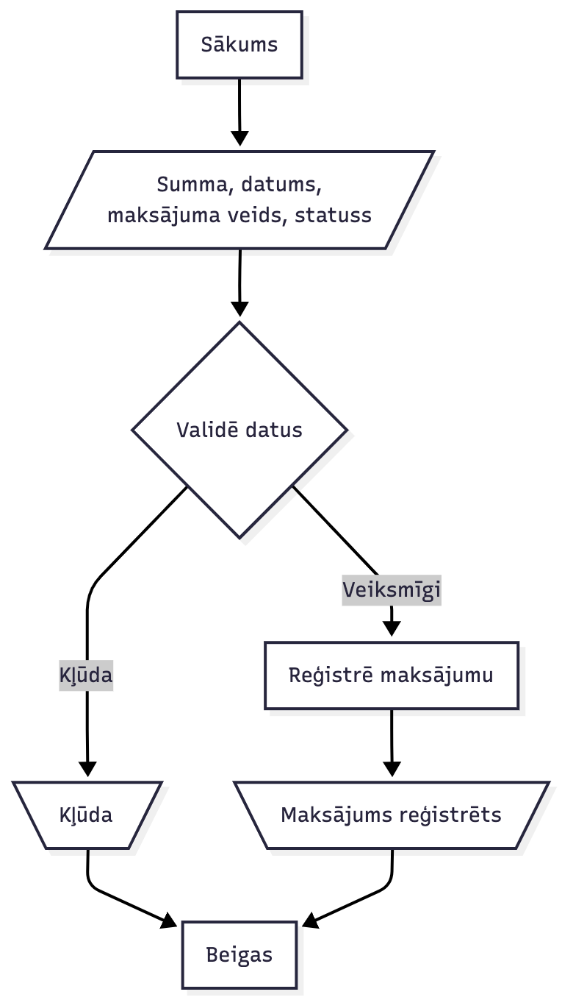 Sākums
Summa, datums,
maksājuma veids, statuss
Validē datus
Veiksmīgi
Kļūda
Reģistrē maksājumu
Kļūda
Maksājums reģistrēts
Beigas